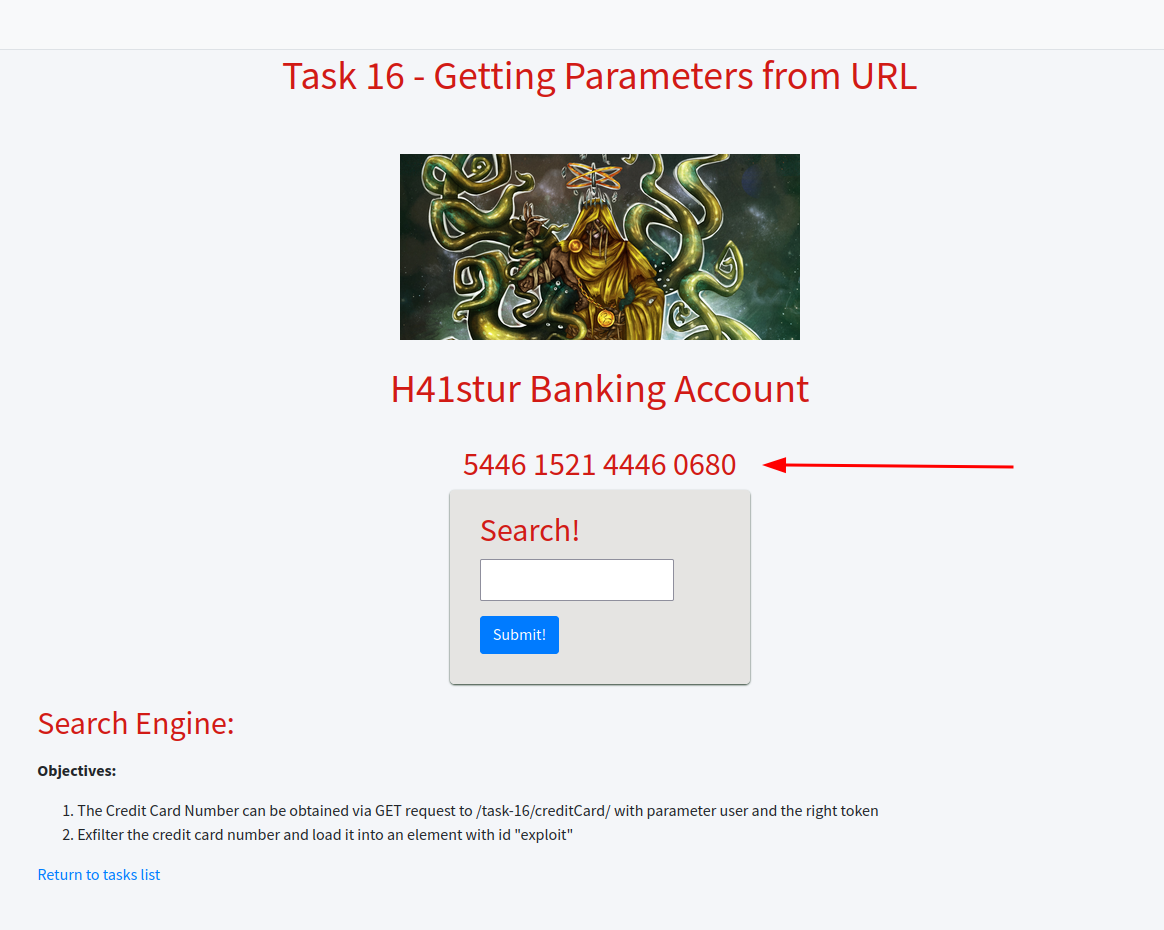 Task 16 - Getting Parameters from URL
H41stur Banking Account
5446 1521 4446 0680
Search!
Submit!
Search Engine:
Objectives:
1. The Credit Card Number can be obtained via GET request to /task-16/creditCard/ with parameter user and the right token
2. Exfilter the credit card number and load it into an element with id "exploit"
Return to tasks list